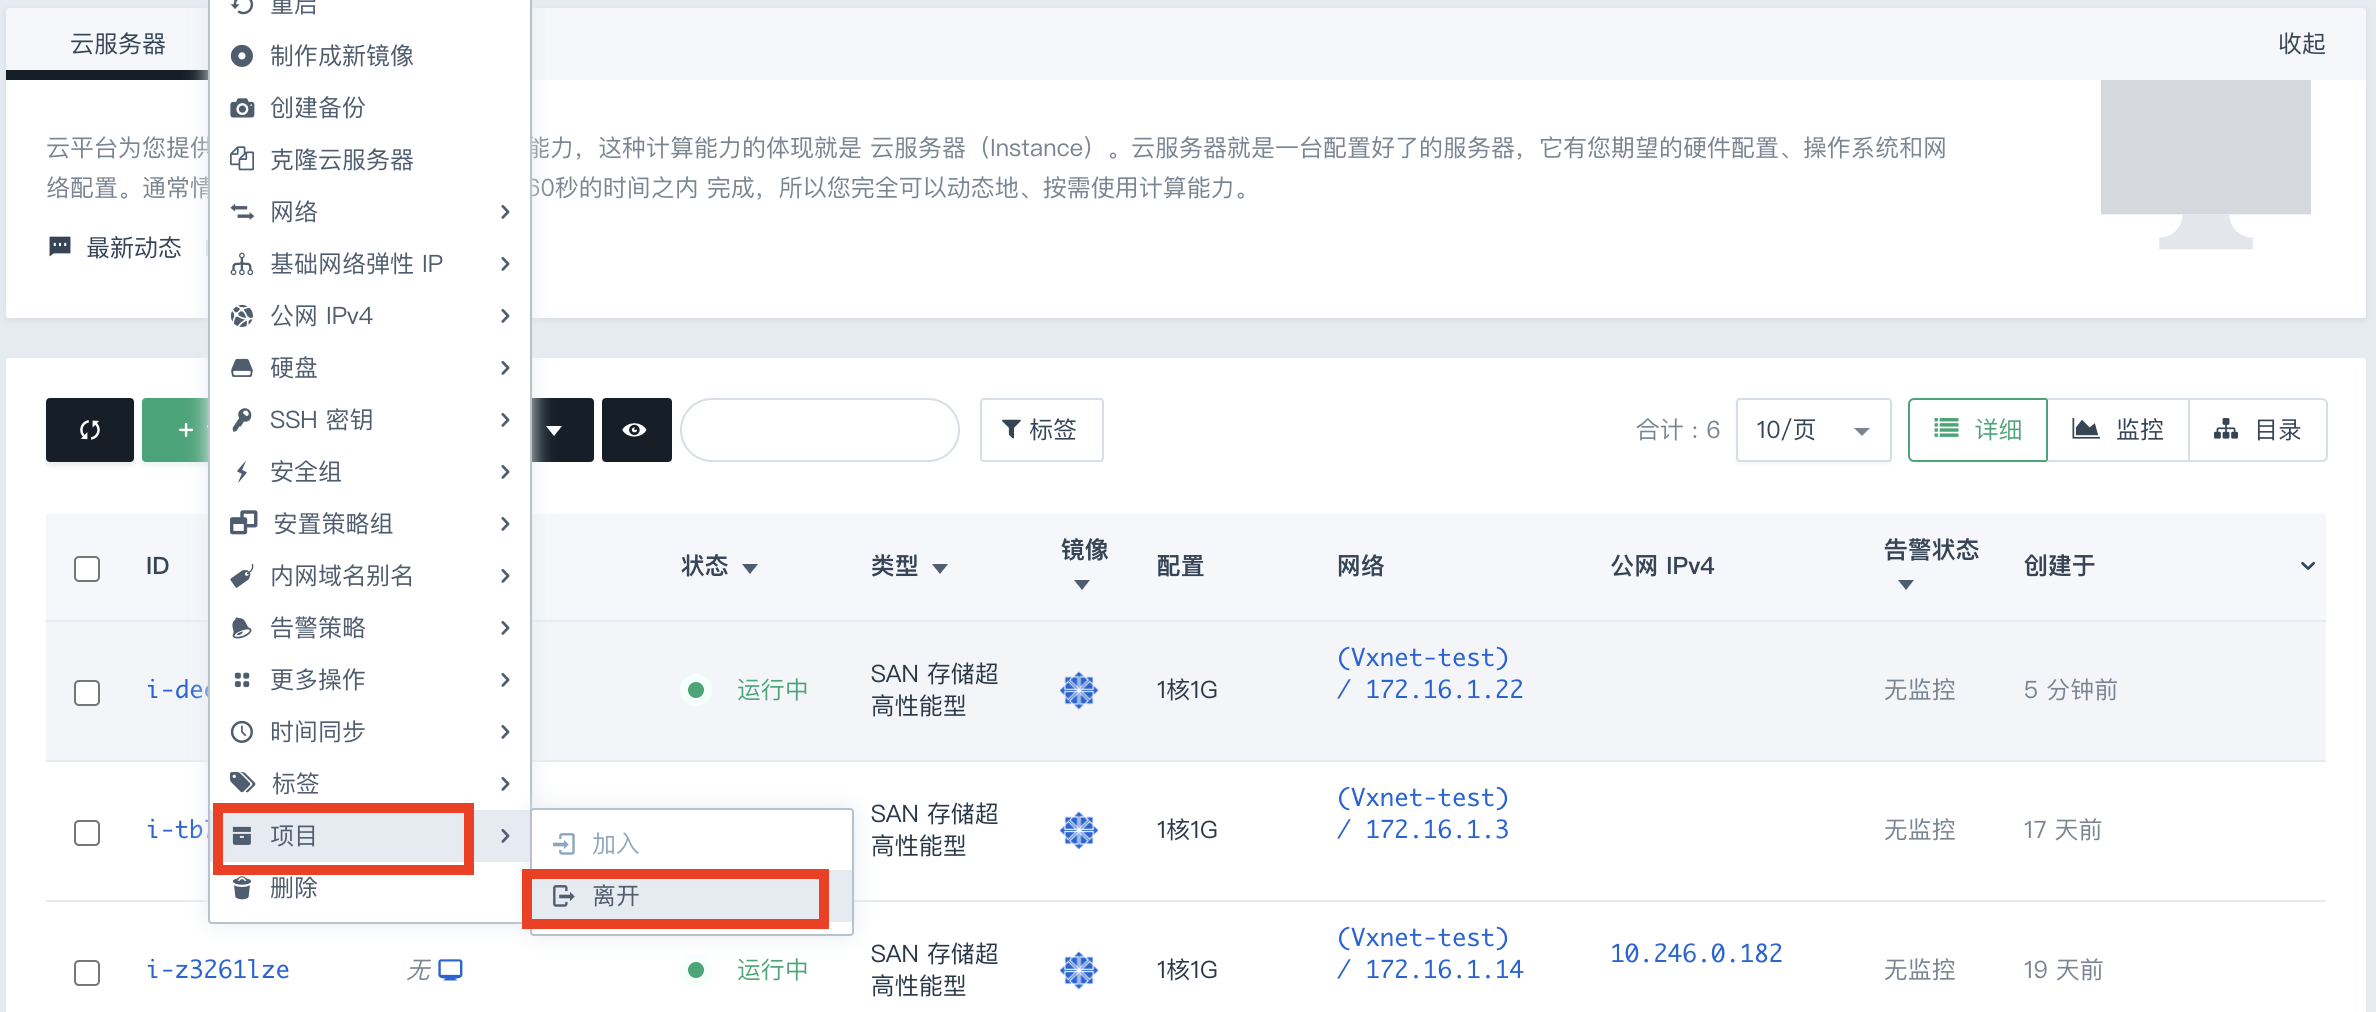 重启
云服务器
收起
制作成新镜像
创建备份
克隆云服务器
网络
基础网络弹性 IP
公网 IPv4
硬盘
SSH 密钥
安全组
安置策略组
内网域名别名
告警策略
更多操作
时间同步
标签
项目
删除
加入
离开
云平台为您提供
能力，这种计算能力的体现就是 云服务器（Instance）。云服务器就是一台配置好了的服务器，它有您期望的硬件配置、操作系统和网
络配置。通常情
60秒的时间之内 完成，所以您完全可以动态地、按需使用计算能力。
最新动态
+
标签
合计：6
10/页
详细
监控
目录
ID
状态
类型
镜像
配置
网络
公网 IPv4
告警状态
创建于
i-dee
运行中
SAN 存储超
高性能型
1核1G
(Vxnet-test)
/ 172.16.1.22
无监控
5 分钟前
i-tb
SAN 存储超
高性能型
1核1G
(Vxnet-test)
/ 172.16.1.3
无监控
17 天前
i-z3261lze
无
运行中
SAN 存储超
高性能型
1核1G
(Vxnet-test)
/ 172.16.1.14
10.246.0.182
无监控
19 天前